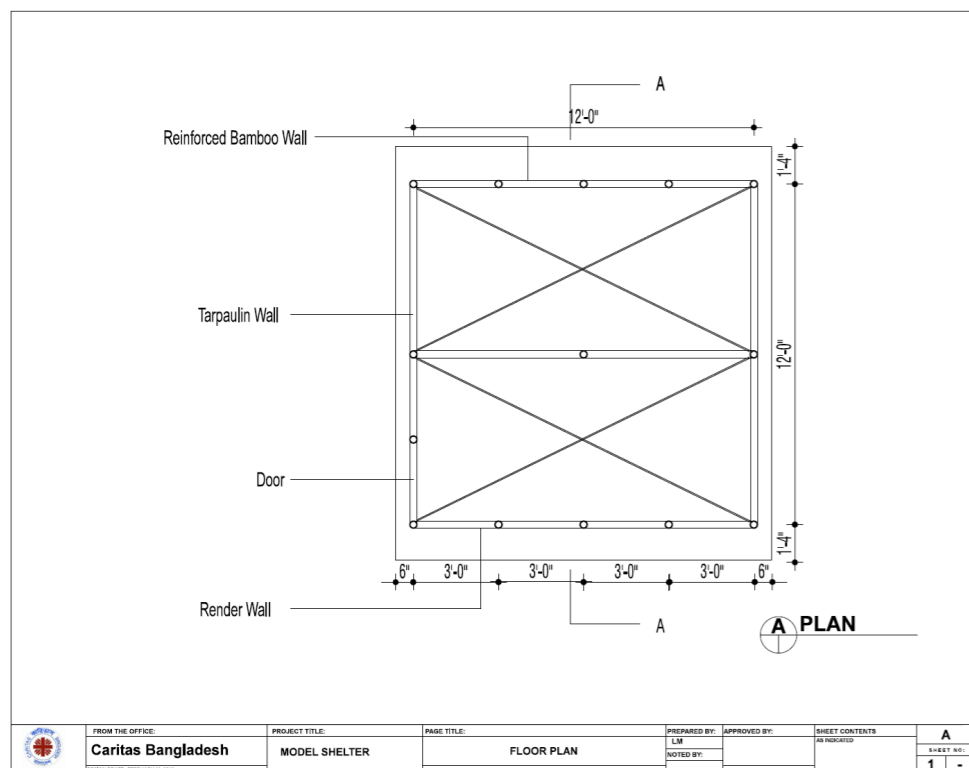 A
12'-0"
Reinforced Bamboo Wall
1'-4"
Tarpaulin Wall
12'-0"
Door
1'-4"
6" 3'-0" 3'-0" 3'-0" 3'-0" 6"
Render Wall
A
A PLAN
FROM THE OFFICE:
Caritas Bangladesh
PROJECT TITLE:
MODEL SHELTER
PAGE TITLE:
FLOOR PLAN
PREPARED BY:
LM
NOTED BY:
APPROVED BY:
SHEET CONTENTS
AS INDICATED
A
SHEET NO:
1 -